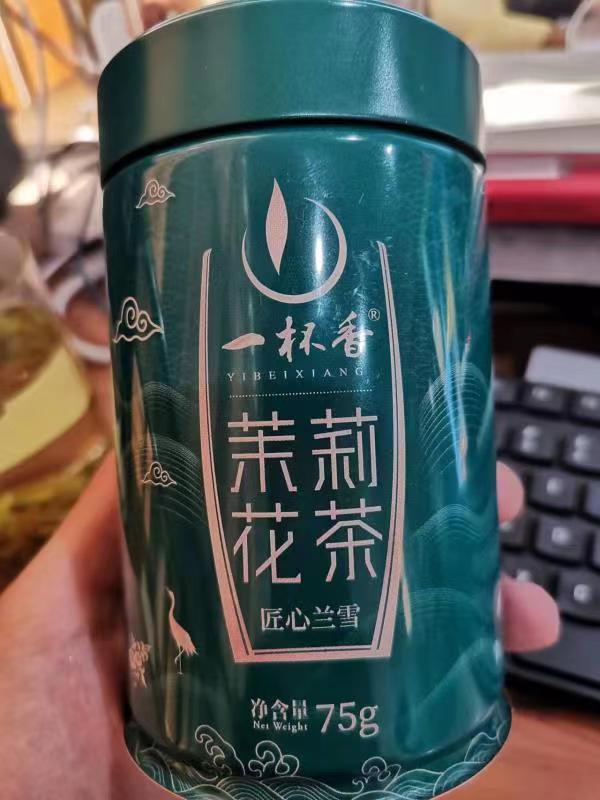 一杯香®
YIBEIXIANG
茉莉
花茶
匠心兰雪
净含量 75g
Net Weight